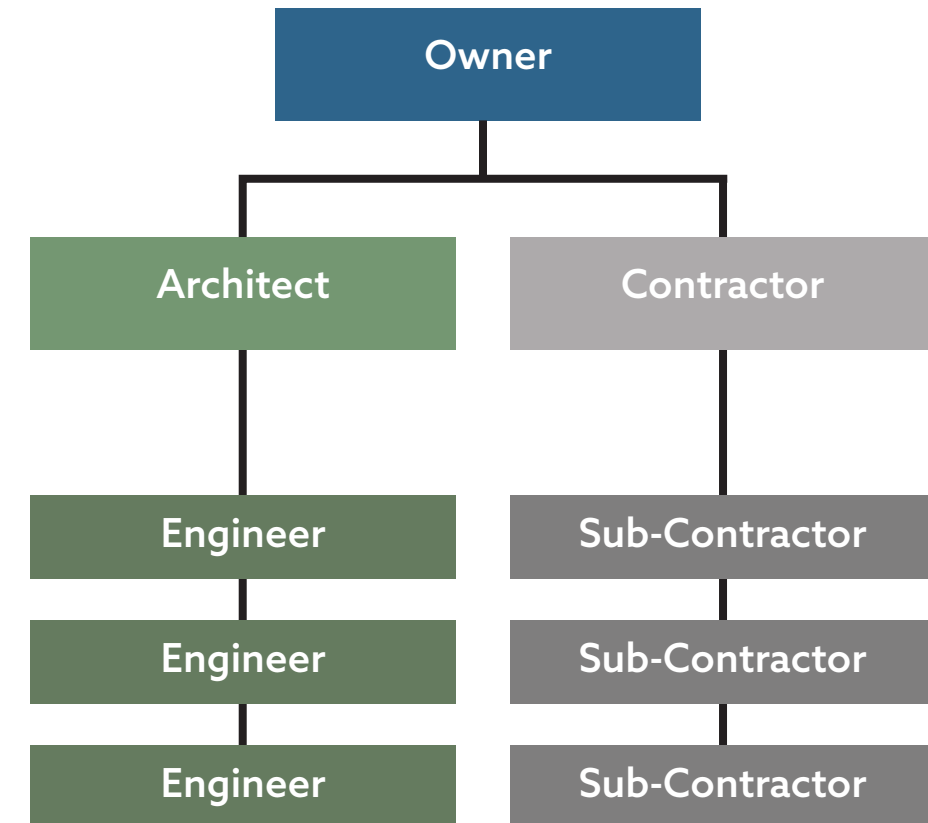 Owner
Architect
Contractor
Engineer
Sub-Contractor
Engineer
Sub-Contractor
Engineer
Sub-Contractor